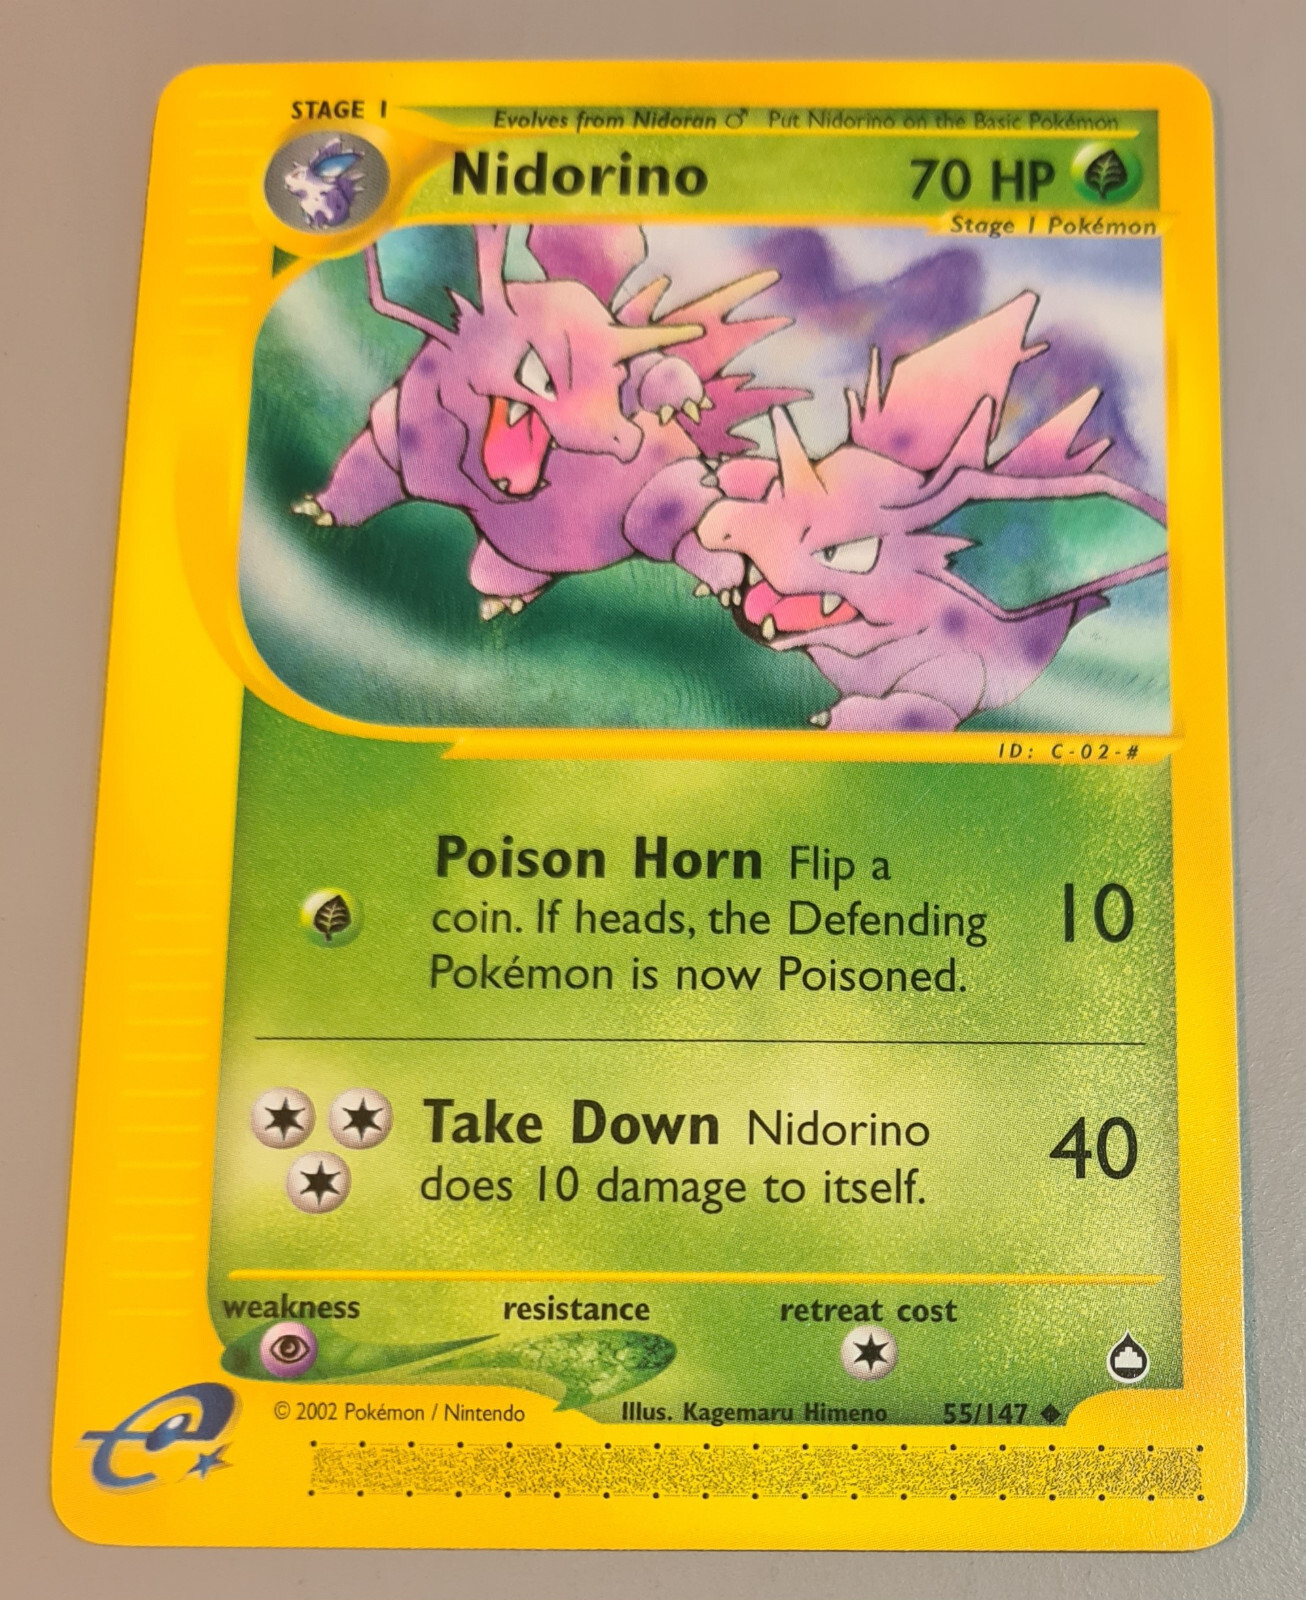 STAGE 1
Evolves from Nidoran ♂ Put Nidorino on the Basic Pokémon
Nidorino 70 HP
Stage 1 Pokémon
ID: C-02-#
Poison Horn Flip a
coin. If heads, the Defending
Pokémon is now Poisoned.
10
Take Down Nidorino
does 10 damage to itself.
40
weakness resistance retreat cost
© 2002 Pokémon / Nintendo Illus. Kagemaru Himeno 55/147 ◆
e